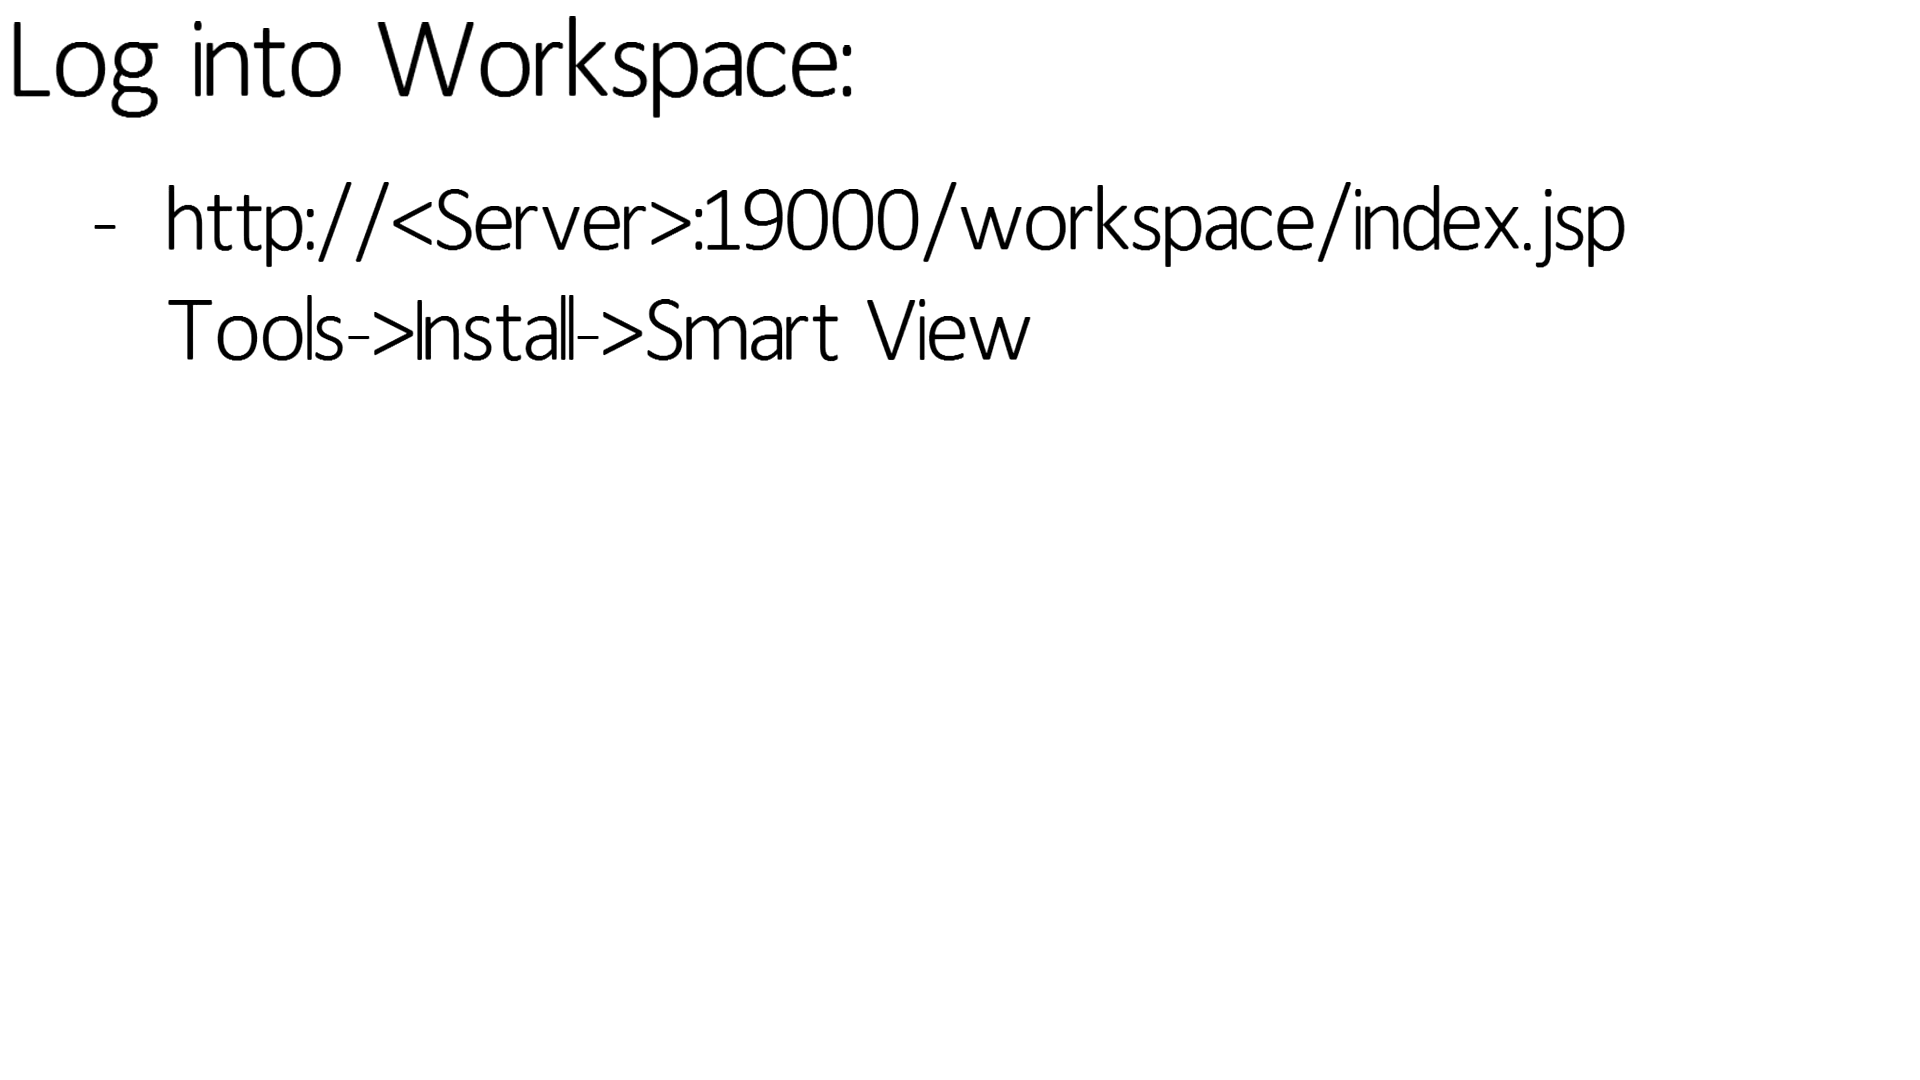 Log into Workspace:
- http://<Server>:19000/workspace/index.jsp
Tools->Install->Smart View